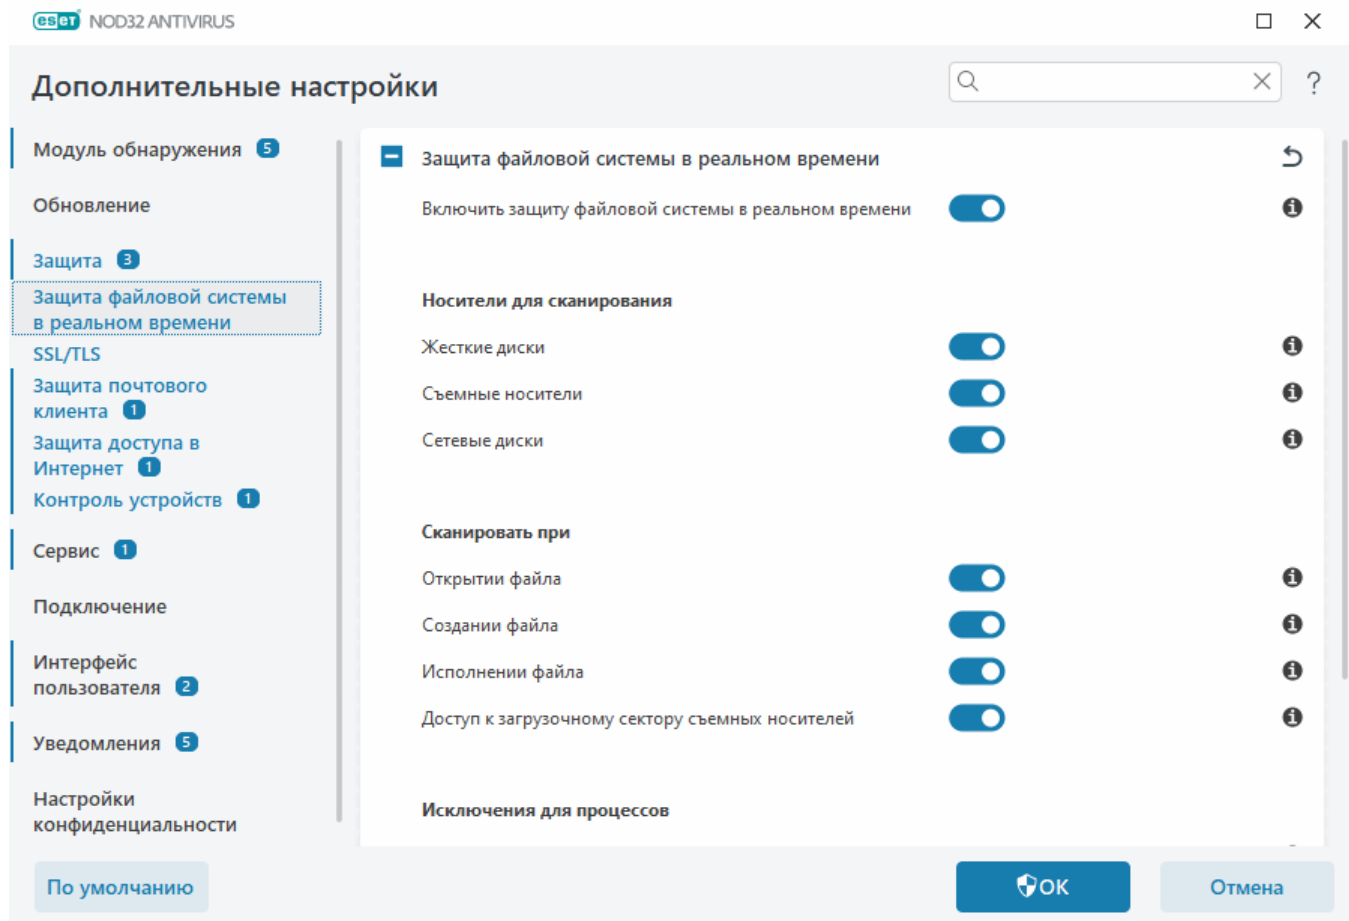 eset NOD32 ANTIVIRUS
Дополнительные настройки
?
Модуль обнаружения 5
Обновление
Защита 3
Защита файловой системы
в реальном времени
SSL/TLS
Защита почтового
клиента 1
Защита доступа в
Интернет 1
Контроль устройств 1
Сервис 1
Подключение
Интерфейс
пользователя 2
Уведомления 5
Настройки
конфиденциальности
Защита файловой системы в реальном времени
Включить защиту файловой системы в реальном времени
Носители для сканирования
Жесткие диски
Съемные носители
Сетевые диски
Сканировать при
Открытии файла
Создании файла
Исполнении файла
Доступ к загрузочному сектору съемных носителей
Исключения для процессов
По умолчанию
ОК
Отмена